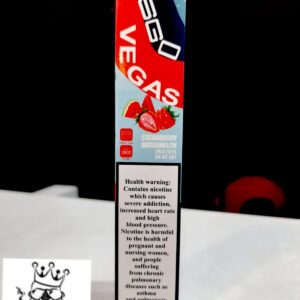 EGO
VEGAS
STRAWBERRY
WATERMELON
Health warning:
Contains nicotine
which causes
severe addiction,
increased heart rate
and high
blood pressure.
Nicotine is harmful
to the health of
pregnant and
nursing women,
and people
suffering
from chronic
pulmonary
diseases such as
asthma